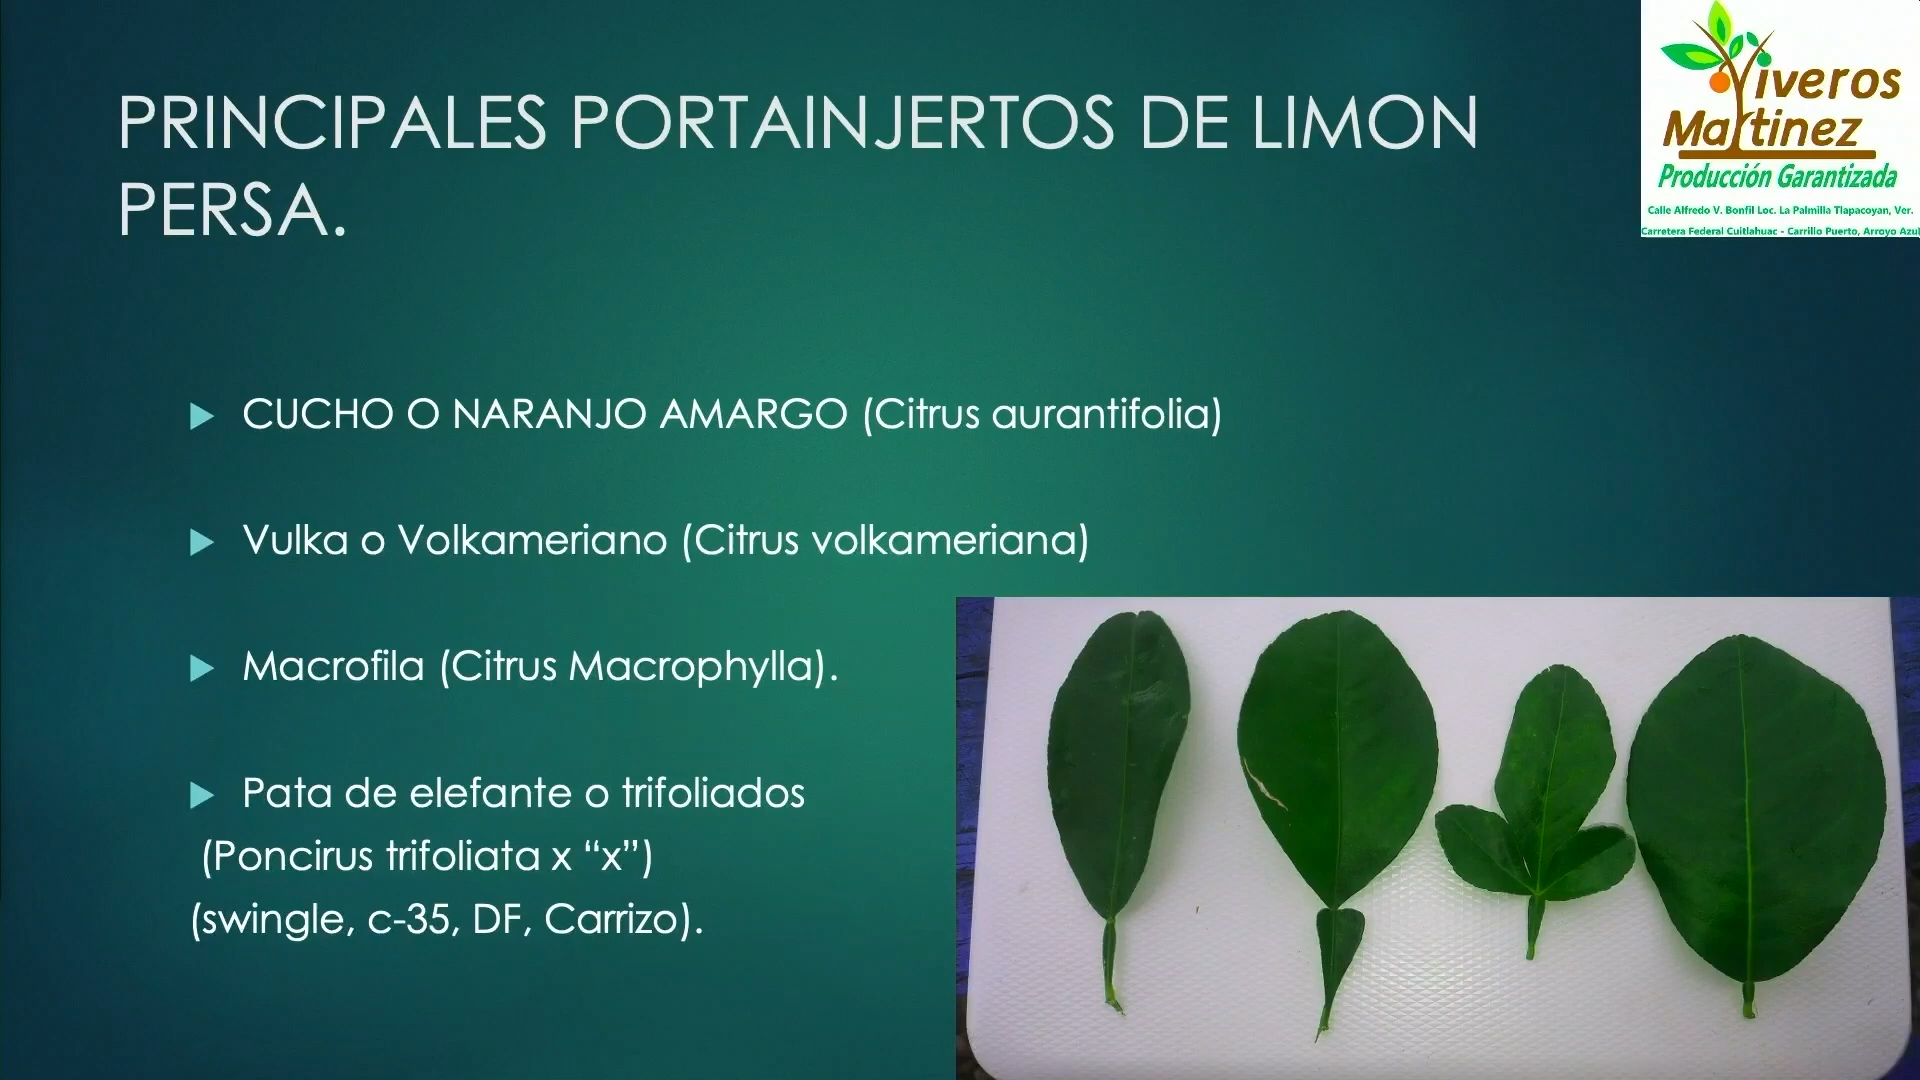 PRINCIPALES PORTAINJERTOS DE LIMON
PERSA.
Viveros
Martinez
Producción Garantizada
Calle Alfredo V. Bonfil Loc. La Palmilla Tlapacoyan, Ver.
Carretera Federal Cuitlahuac - Carrillo Puerto, Arroyo Azul
CUCHO O NARANJO AMARGO (Citrus aurantifolia)
Vulka o Volkameriano (Citrus volkameriana)
Macrofila (Citrus Macrophylla).
Pata de elefante o trifoliados
(Poncirus trifoliata x “x”)
(swingle, c-35, DF, Carrizo).